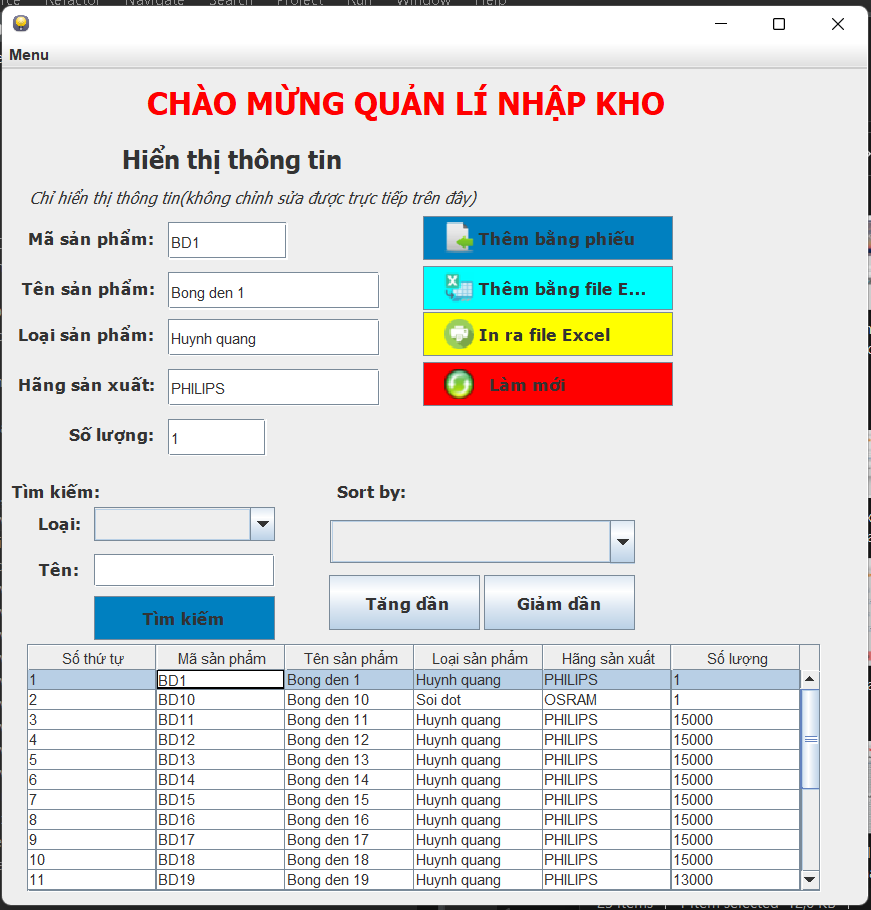 Refactor Navigate Search Project Run Window Help
Menu
CHÀO MỪNG QUẢN LÍ NHẬP KHO
Hiển thị thông tin
Chỉ hiển thị thông tin(không chỉnh sửa được trực tiếp trên đây)
Mã sản phẩm: BD1
Thêm bằng phiếu
Tên sản phẩm: Bong den 1
Thêm bằng file E...
Loại sản phẩm: Huynh quang
In ra file Excel
Hãng sản xuất: PHILIPS
Làm mới
Số lượng: 1
Tìm kiếm:
Sort by:
Loại:
Tên:
Tăng dần Giảm dần
Tìm kiếm
Số thứ tự Mã sản phẩm Tên sản phẩm Loại sản phẩm Hãng sản xuất Số lượng
1 BD1 Bong den 1 Huynh quang PHILIPS 1
2 BD10 Bong den 10 Soi dot OSRAM 1
3 BD11 Bong den 11 Huynh quang PHILIPS 15000
4 BD12 Bong den 12 Huynh quang PHILIPS 15000
5 BD13 Bong den 13 Huynh quang PHILIPS 15000
6 BD14 Bong den 14 Huynh quang PHILIPS 15000
7 BD15 Bong den 15 Huynh quang PHILIPS 15000
8 BD16 Bong den 16 Huynh quang PHILIPS 15000
9 BD17 Bong den 17 Huynh quang PHILIPS 15000
10 BD18 Bong den 18 Huynh quang PHILIPS 15000
11 BD19 Bong den 19 Huynh quang PHILIPS 13000